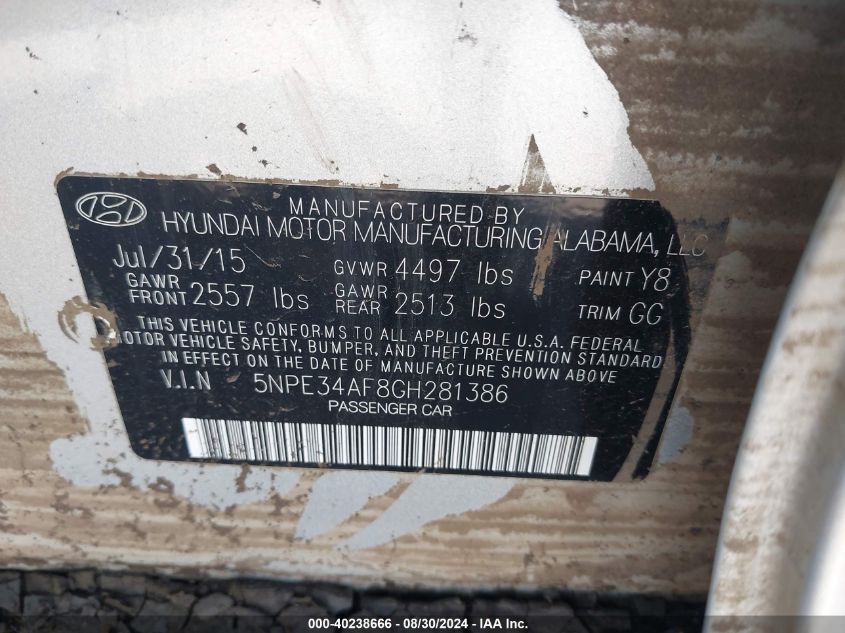 MANUFACTURED BY
HYUNDAI MOTOR MANUFACTURING ALABAMA, LLC
Jul/31/15 GVWR 4497 lbs PAINT Y8
GAWR FRONT 2557 lbs GAWR REAR 2513 lbs TRIM GG
THIS VEHICLE CONFORMS TO ALL APPLICABLE U.S.A. FEDERAL
MOTOR VEHICLE SAFETY, BUMPER, AND THEFT PREVENTION STANDARDS
IN EFFECT ON THE DATE OF MANUFACTURE SHOWN ABOVE
V.I.N 5NPE34AF8GH281386
PASSENGER CAR
000-40238666 - 08/30/2024 - IAA Inc.